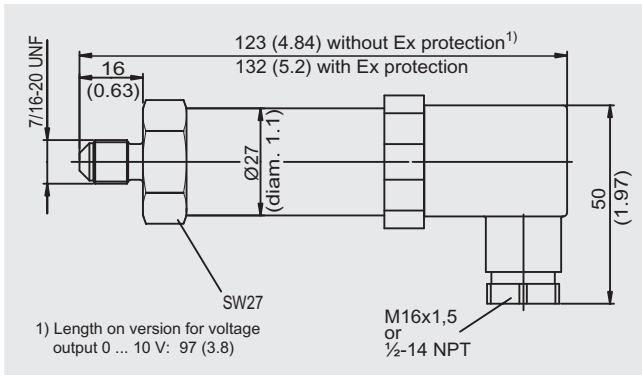 123 (4.84) without Ex protection1)
132 (5.2) with Ex protection
16
(0.63)
7/16-20 UNF
Ø27
(diam. 1.1)
50
(1.97)
SW27
M16x1,5
or
½-14 NPT
1) Length on version for voltage
output 0 ... 10 V: 97 (3.8)